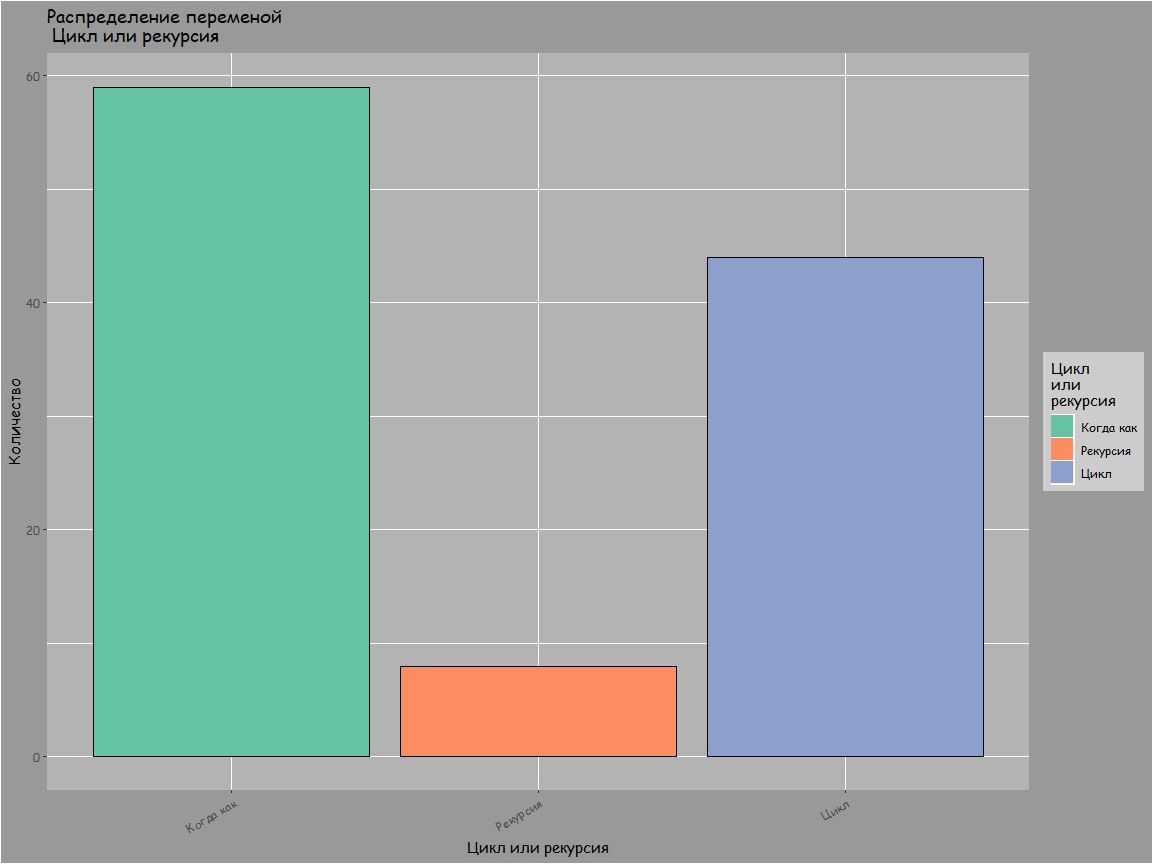 Распределение переменой
Цикл или рекурсия
60
40
20
0
Количество
Когда как
Рекурсия
Цикл
Цикл или рекурсия
Цикл
или
рекурсия
Когда как
Рекурсия
Цикл